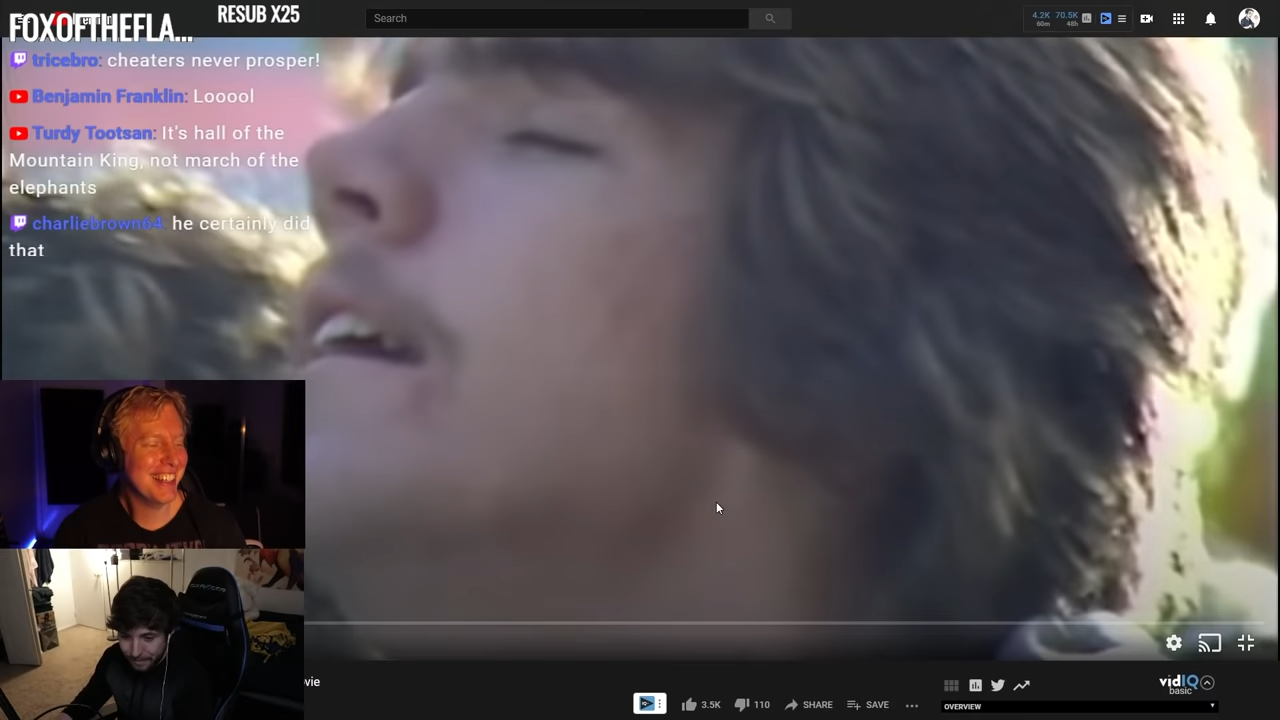 FOXOFTHEFLA...
RESUB X25
Search
4.2K 70.5K
60m 48h
tricebro: cheaters never prosper!
Benjamin Franklin: Looool
Turdy Tootsan: It's hall of the
Mountain King, not march of the
elephants
charliebrown64: he certainly did
that
vie
3.5K
110
SHARE
SAVE
vidIQ
basic
OVERVIEW